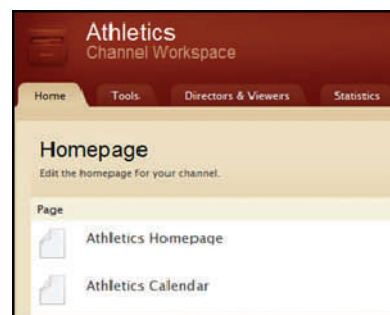 Athletics
Channel Workspace
Home Tools Directors & Viewers Statistics
Homepage
Edit the homepage for your channel.
Page
Athletics Homepage
Athletics Calendar